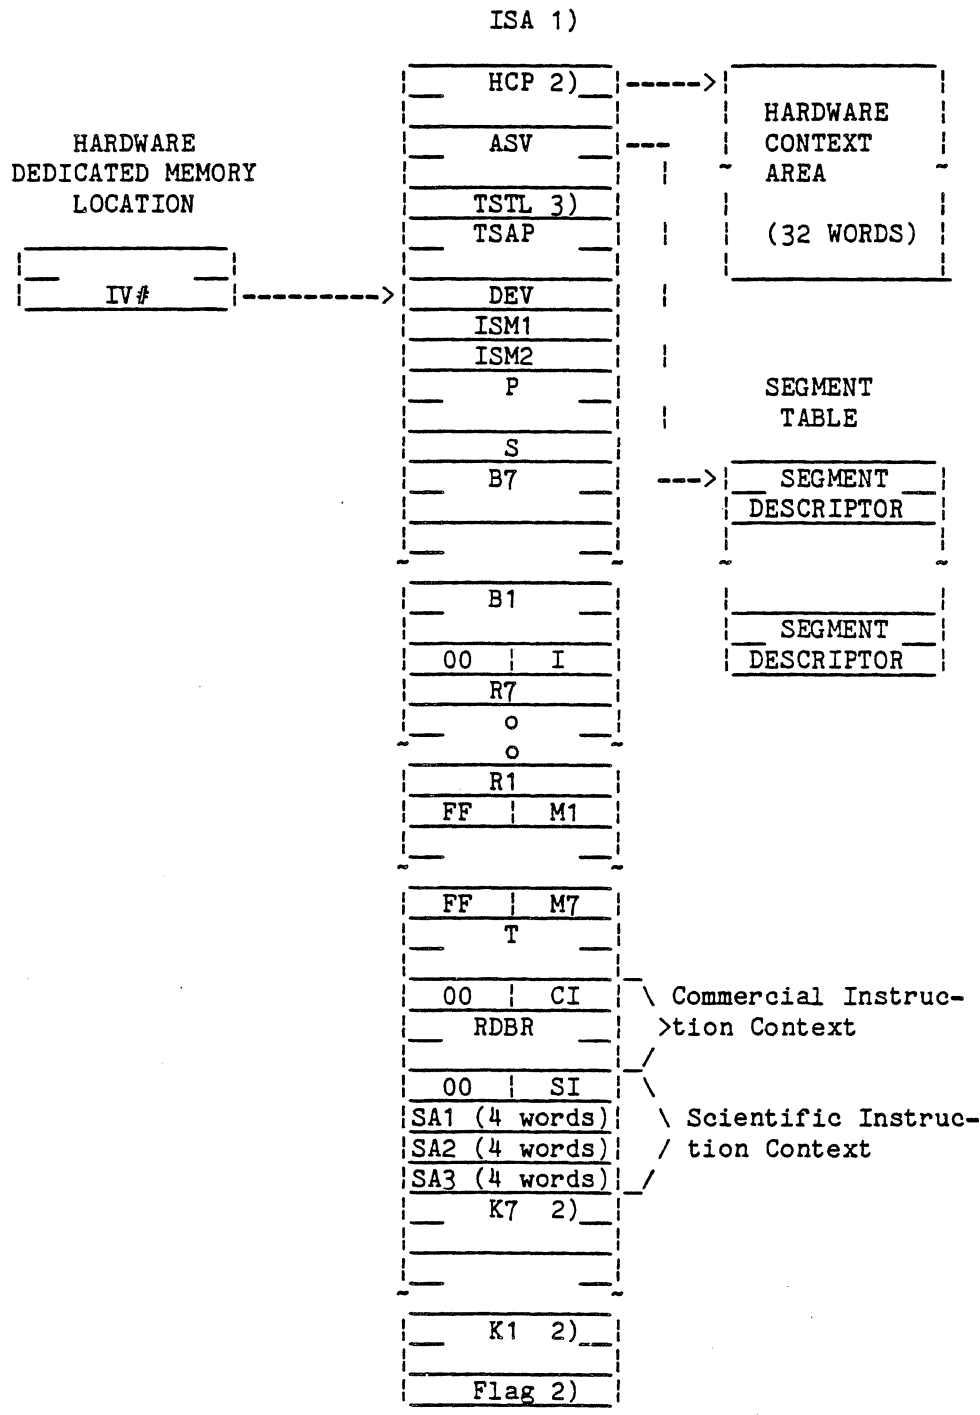 ISA 1)
HCP 2)
HARDWARE
CONTEXT
AREA
(32 WORDS)
HARDWARE
DEDICATED MEMORY
LOCATION
ASV
TSTL 3)
TSAP
IV#
DEV
ISM1
ISM2
P
S
B7
SEGMENT
TABLE
SEGMENT
DESCRIPTOR
SEGMENT
DESCRIPTOR
B1
00 | I
R7
o
o
R1
FF | M1
FF | M7
T
00 | CI
RDBR
Commercial Instruc-
tion Context
00 | SI
SA1 (4 words)
SA2 (4 words)
SA3 (4 words)
Scientific Instruc-
tion Context
K7 2)
K1 2)
Flag 2)